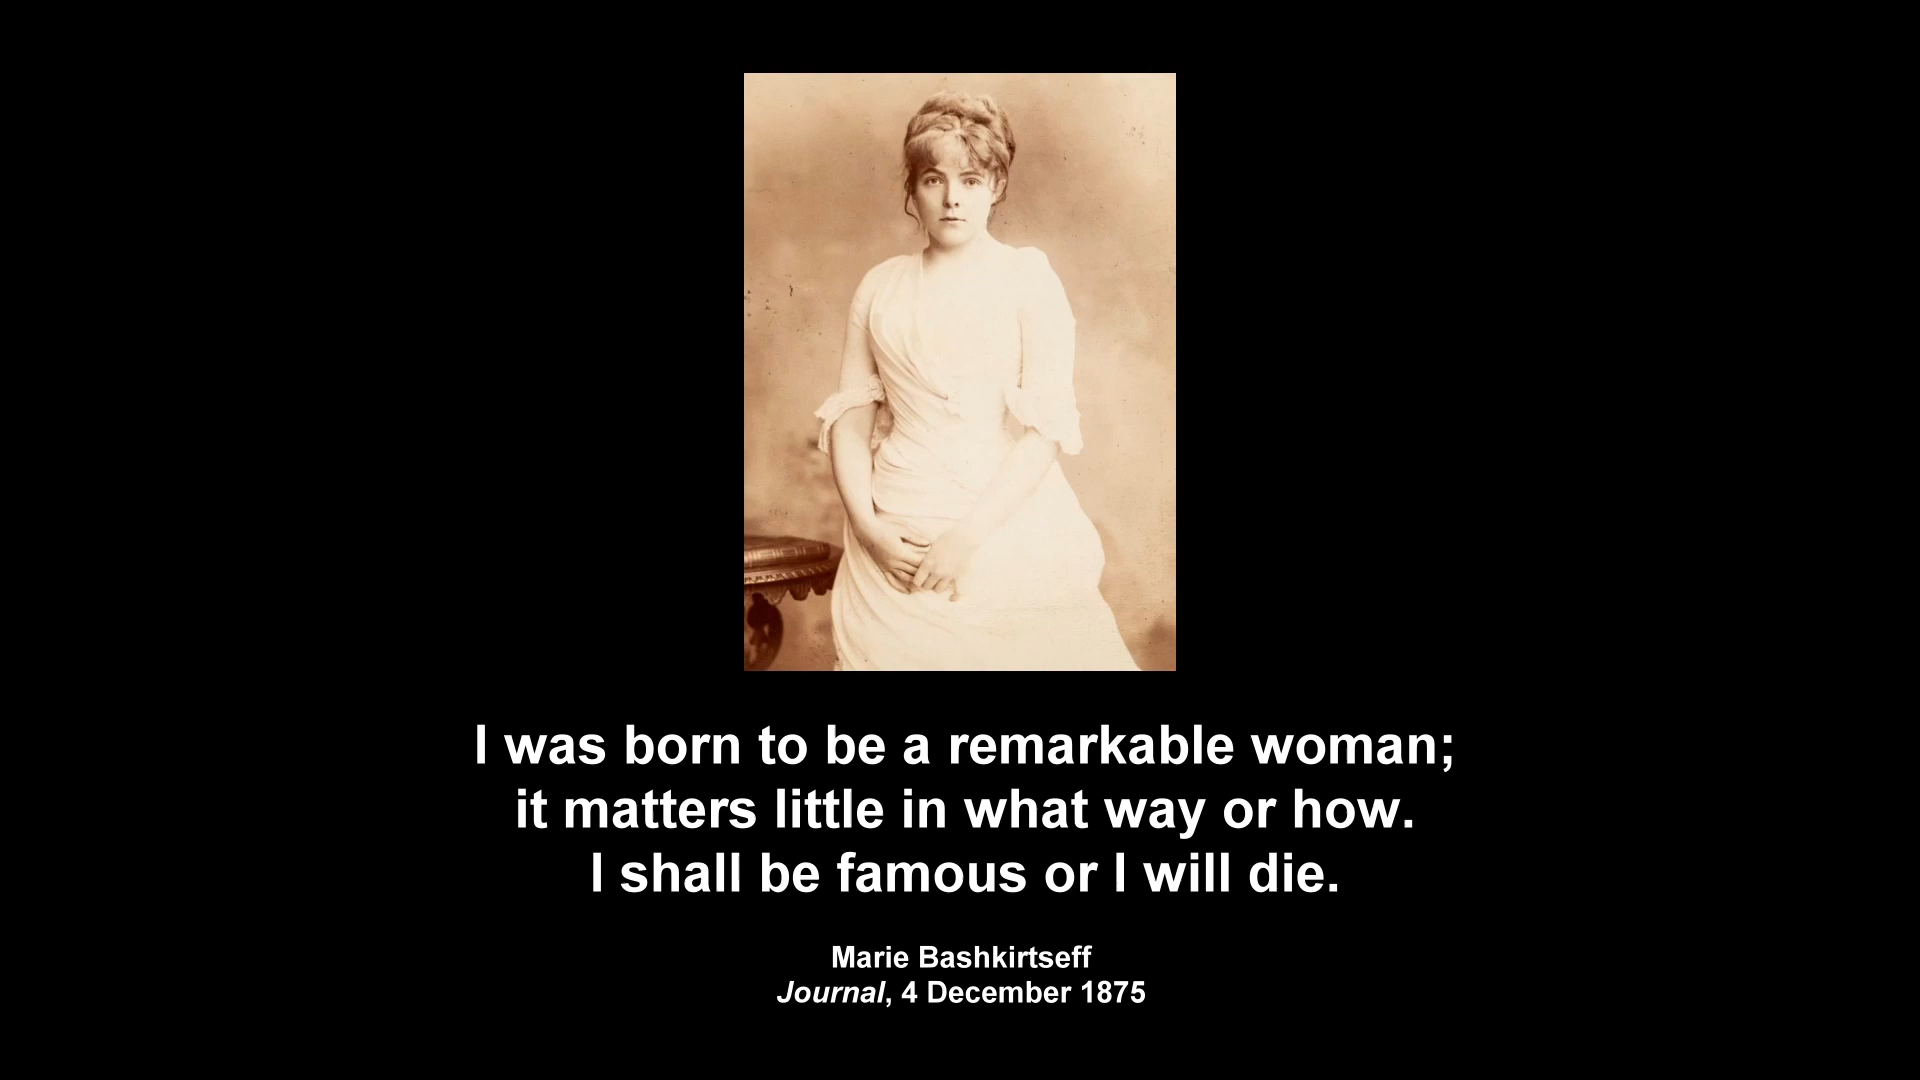 I was born to be a remarkable woman;
it matters little in what way or how.
I shall be famous or I will die.
Marie Bashkirtseff
Journal, 4 December 1875